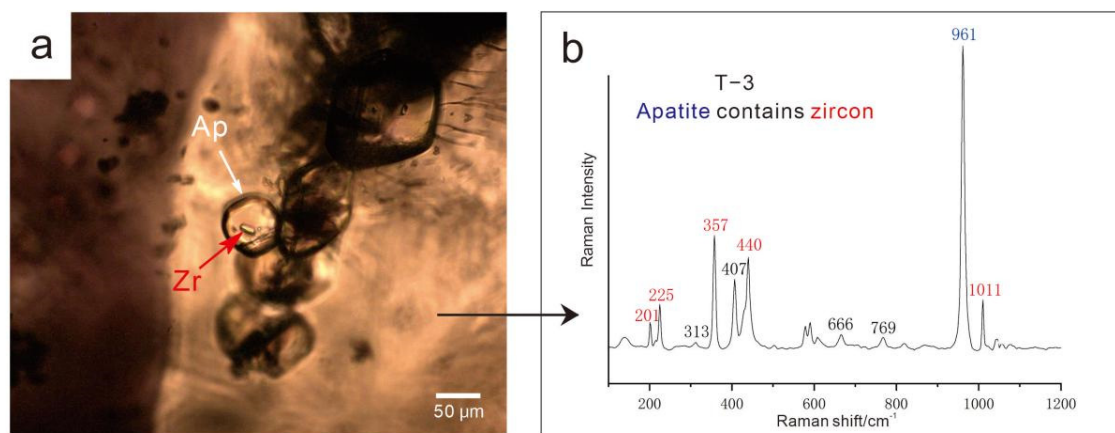 a
Ap
Zr
50 µm
b
T-3
Apatite contains zircon
961
357
440
407
225
201
313
666
769
1011
Raman Intensity
200
400
600
800
1000
1200
Raman shift/cm⁻¹